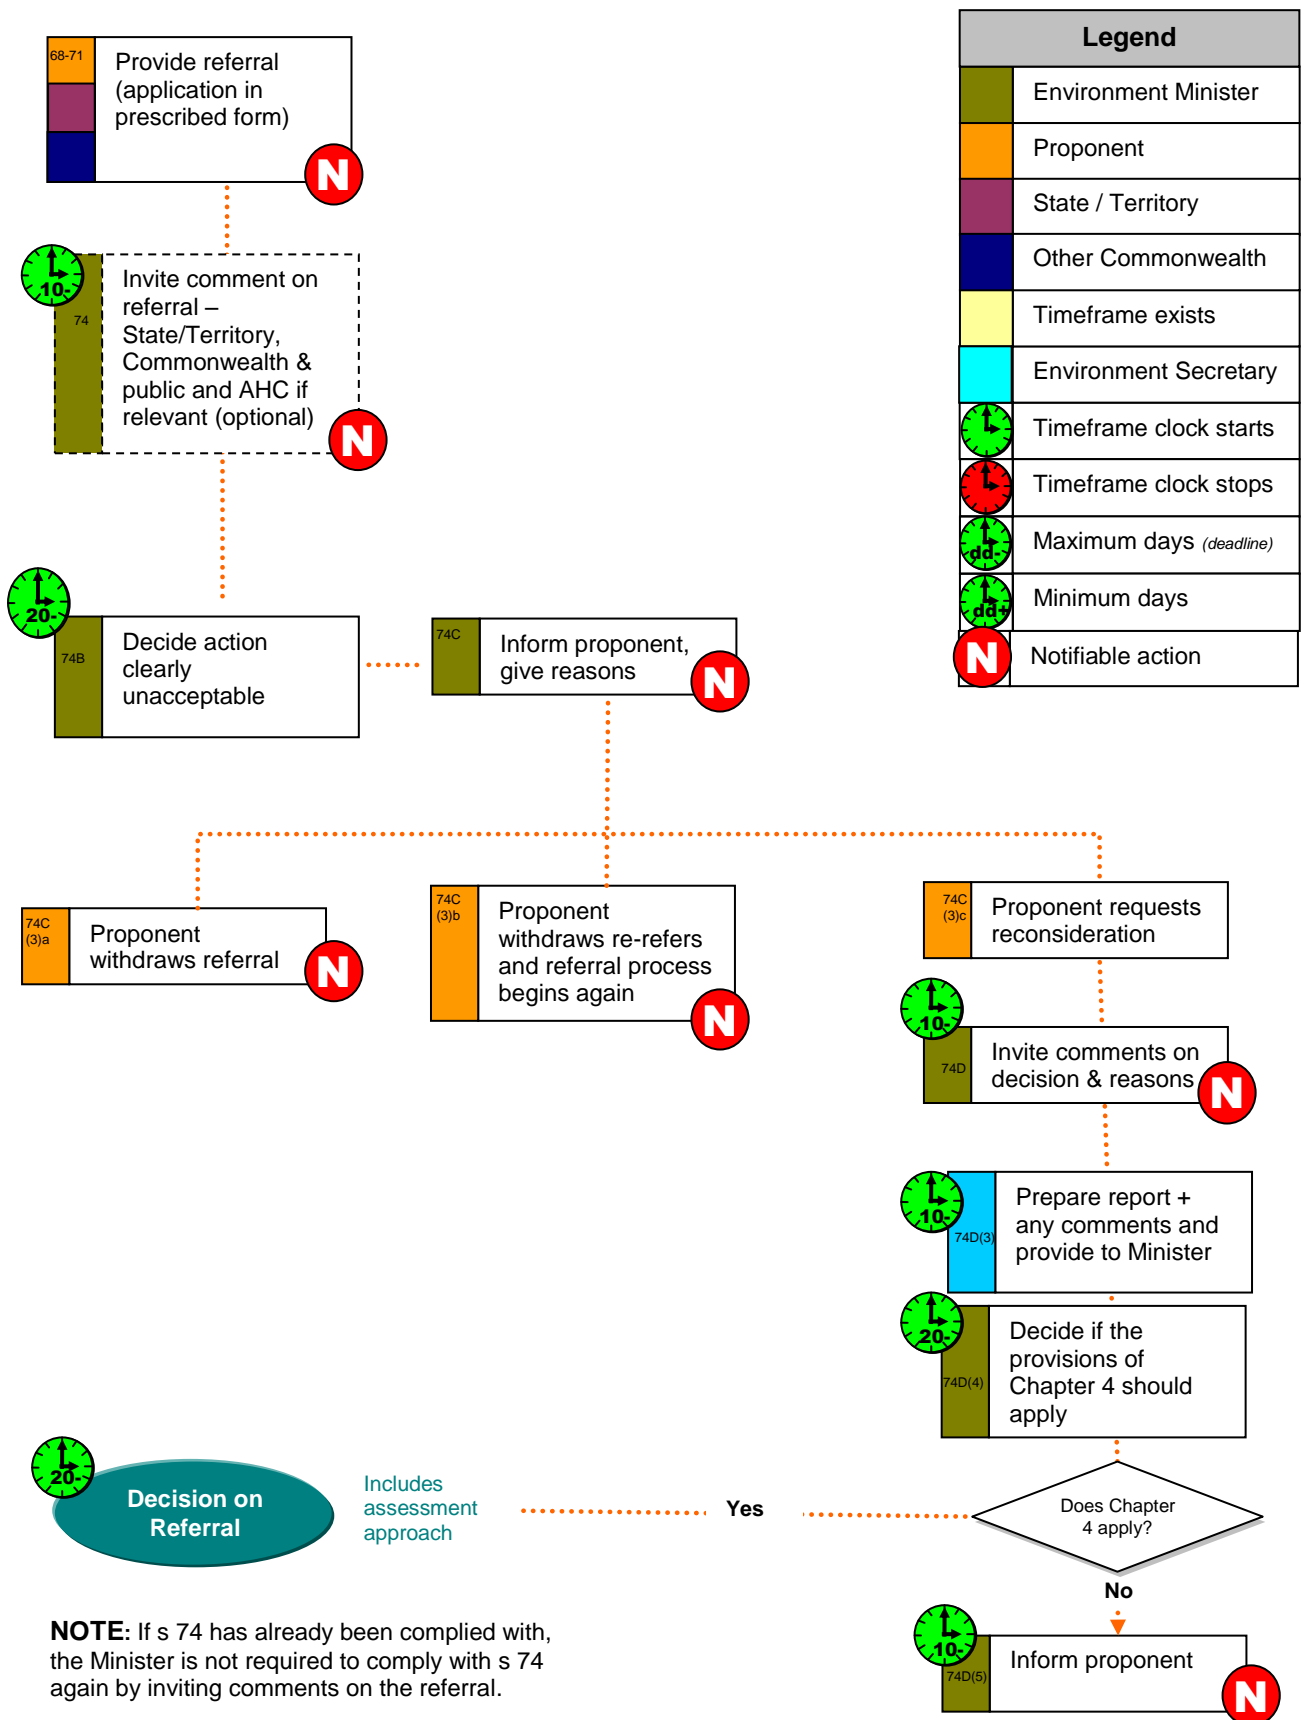 68-71
Provide referral
(application in
prescribed form)
N
10-
74
Invite comment on
referral –
State/Territory,
Commonwealth &
public and AHC if
relevant (optional)
N
20-
74B
Decide action
clearly
unacceptable
74C
Inform proponent,
give reasons
N
Legend
Environment Minister
Proponent
State / Territory
Other Commonwealth
Timeframe exists
Environment Secretary
Timeframe clock starts
Timeframe clock stops
dd-
Maximum days (deadline)
dd+
Minimum days
N
Notifiable action
74C
(3)a
Proponent
withdraws referral
N
74C
(3)b
Proponent
withdraws re-refers
and referral process
begins again
N
74C
(3)c
Proponent requests
reconsideration
10-
74D
Invite comments on
decision & reasons
N
10-
74D(3)
Prepare report +
any comments and
provide to Minister
20-
74D(4)
Decide if the
provisions of
Chapter 4 should
apply
Does Chapter
4 apply?
Yes
Includes
assessment
approach
20-
Decision on
Referral
No
10-
74D(5)
Inform proponent
N
NOTE: If s 74 has already been complied with,
the Minister is not required to comply with s 74
again by inviting comments on the referral.